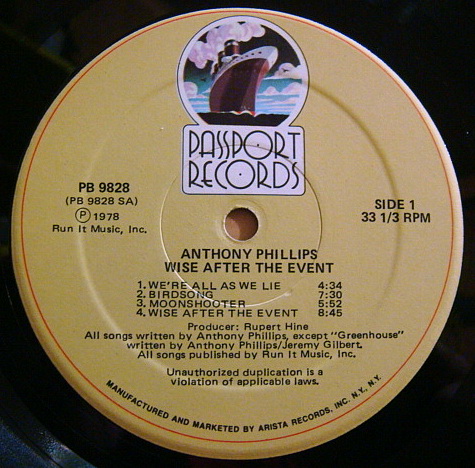 PASSPORT
RECORDS
PB 9828
(PB 9828 SA)
Ⓟ 1978
Run It Music, Inc.
SIDE 1
33 1/3 RPM
ANTHONY PHILLIPS
WISE AFTER THE EVENT
1. WE'RE ALL AS WE LIE 4:34
2. BIRDSONG 7:30
3. MOONSHOOTER 5:52
4. WISE AFTER THE EVENT 8:45
Producer: Rupert Hine
All songs written by Anthony Phillips, except "Greenhouse"
written by Anthony Phillips/Jeremy Gilbert.
All songs published by Run It Music, Inc.
Unauthorized duplication is a
violation of applicable laws.
MANUFACTURED AND MARKETED BY ARISTA RECORDS, INC. N.Y., N.Y.